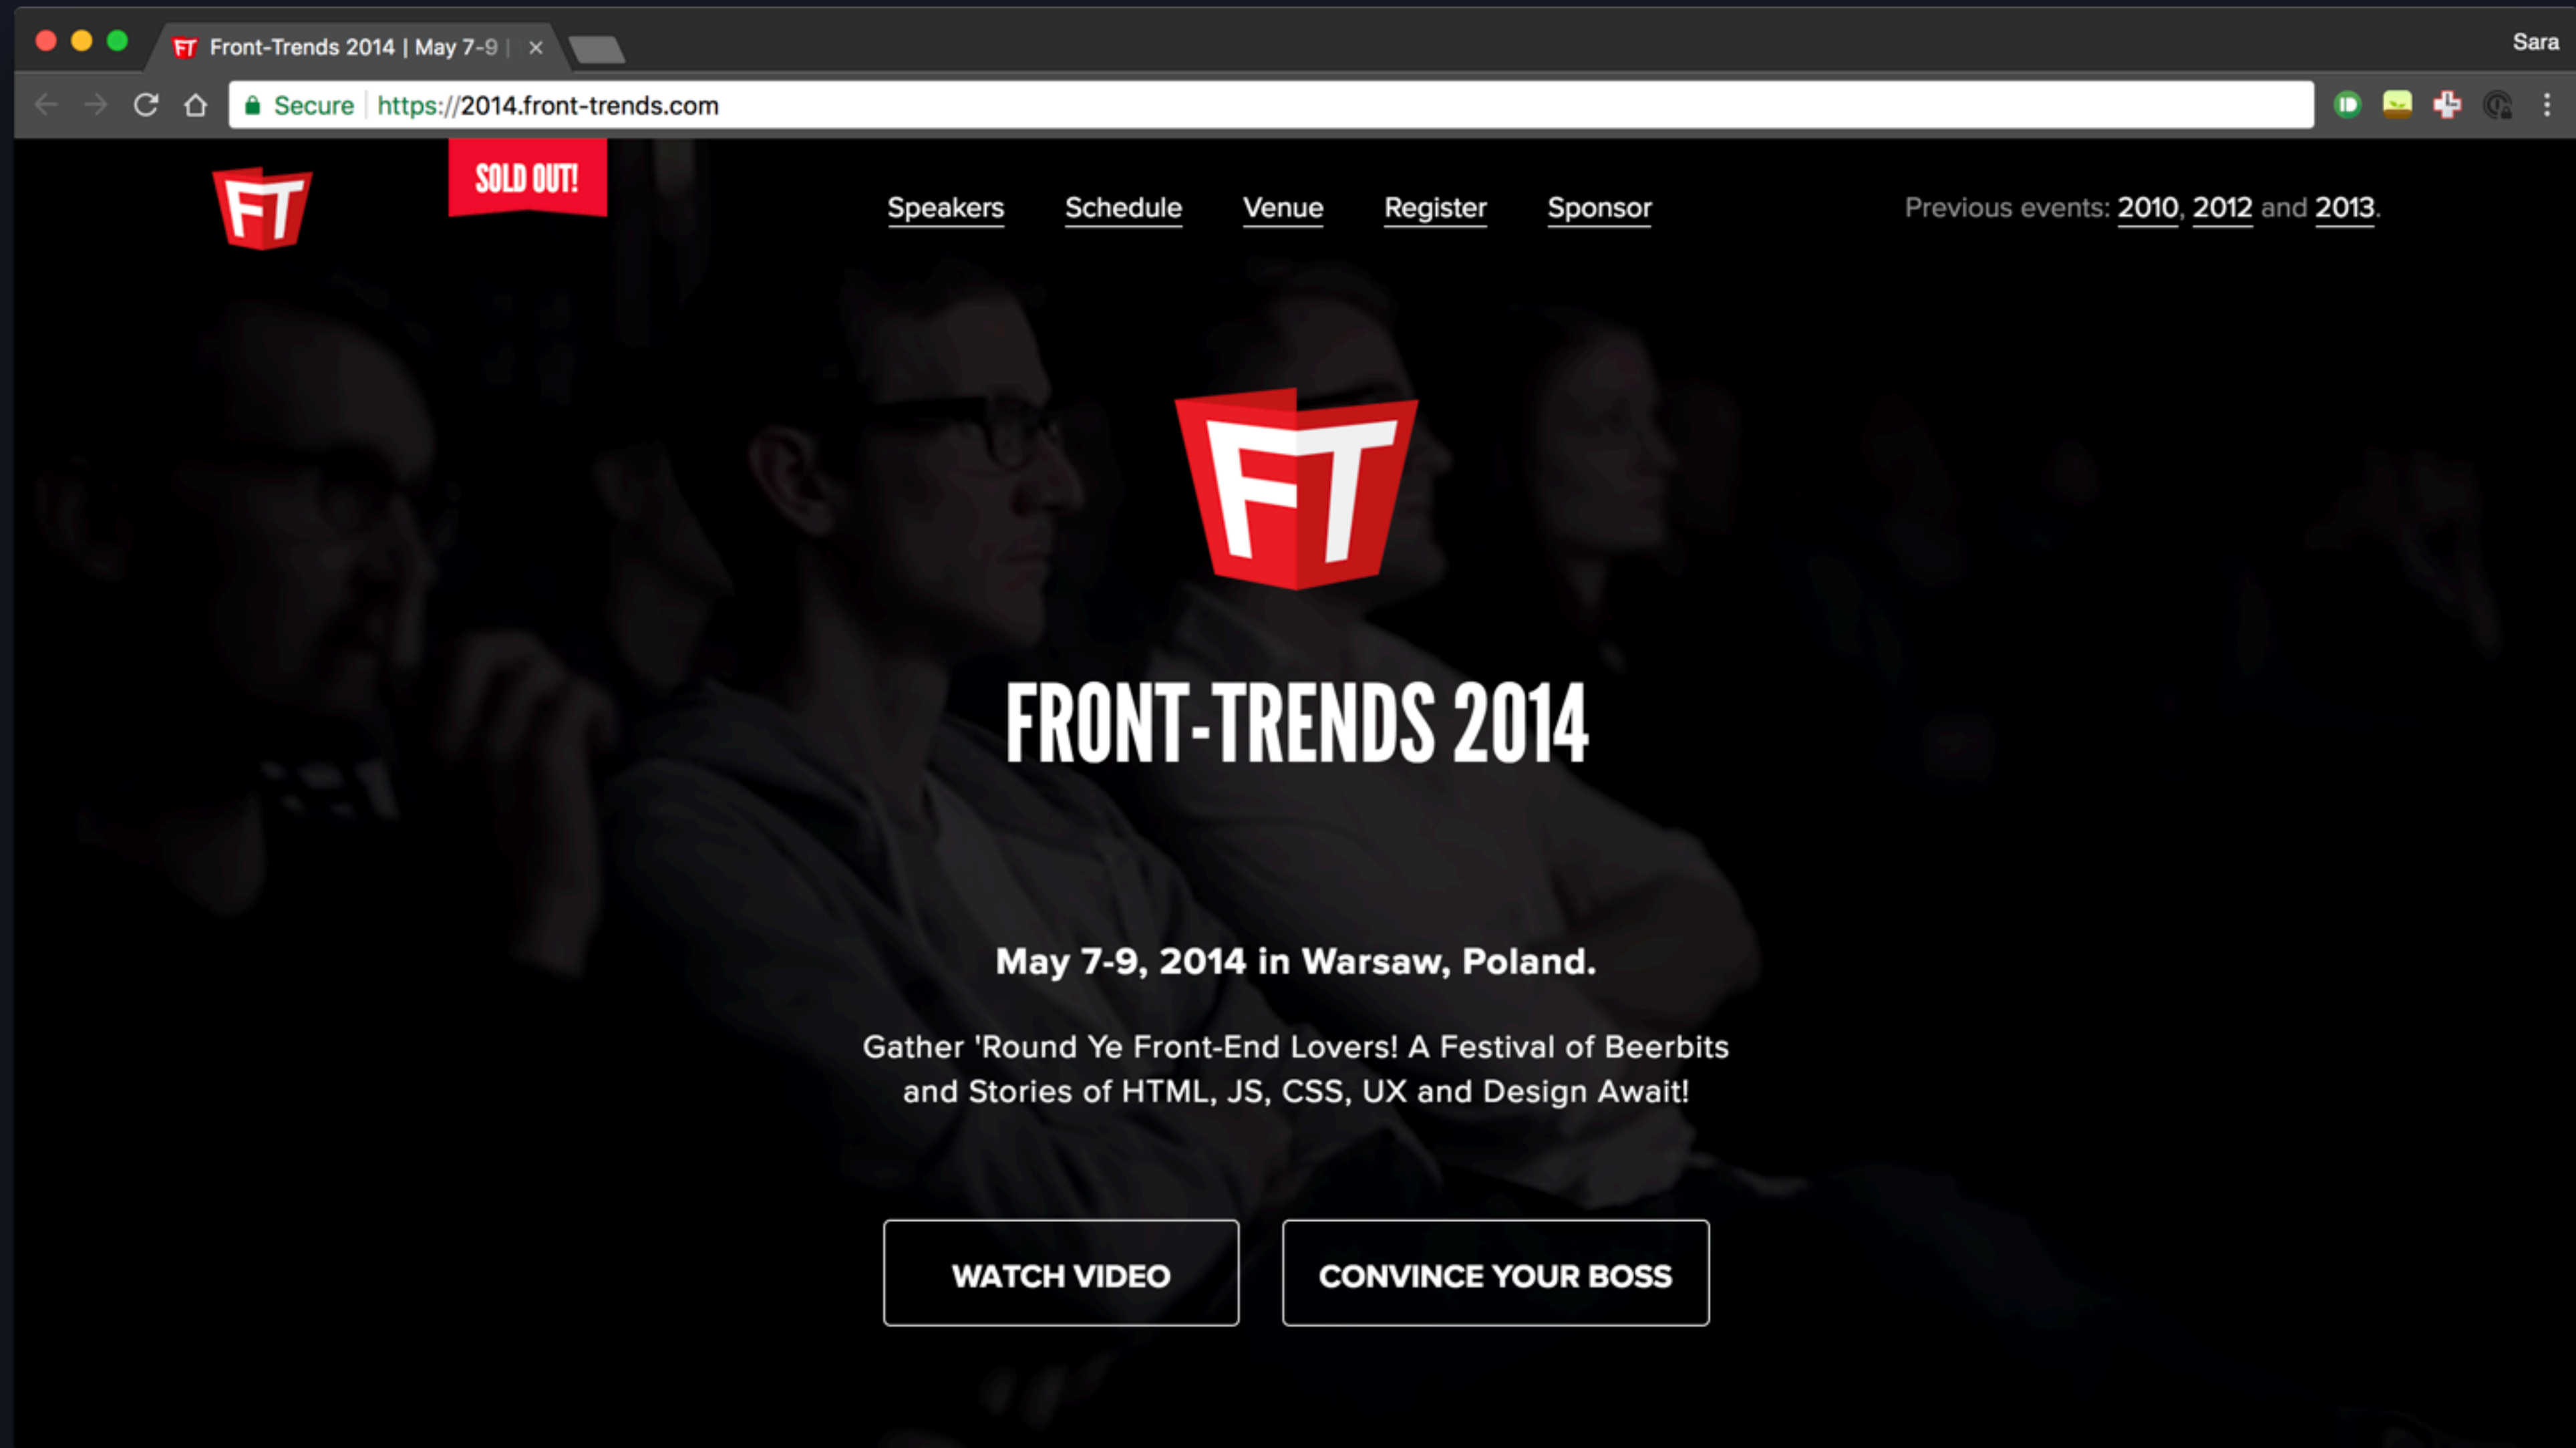 Front-Trends 2014 | May 7-9 |
Sara
Secure https://2014.front-trends.com
FT
SOLD OUT!
Speakers Schedule Venue Register Sponsor
Previous events: 2010, 2012 and 2013.
FT
FRONT-TRENDS 2014
May 7-9, 2014 in Warsaw, Poland.
Gather 'Round Ye Front-End Lovers! A Festival of Beerbits
and Stories of HTML, JS, CSS, UX and Design Await!
WATCH VIDEO
CONVINCE YOUR BOSS